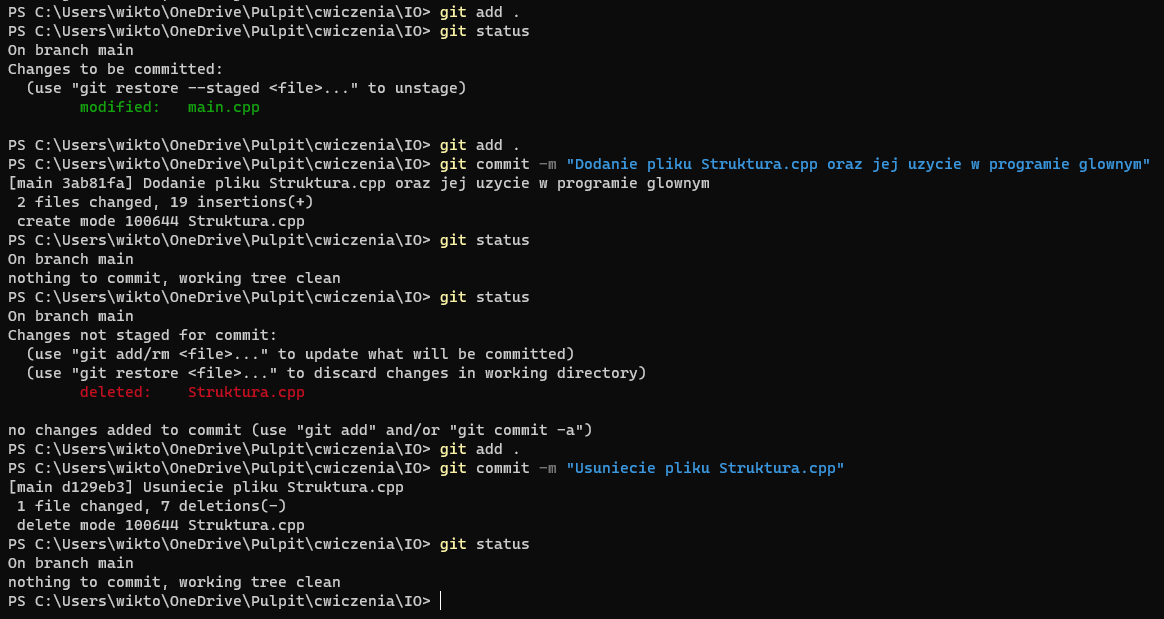 PS C:\Users\wikto\OneDrive\Pulpit\cwiczenia\IO> git add .
PS C:\Users\wikto\OneDrive\Pulpit\cwiczenia\IO> git status
On branch main
Changes to be committed:
  (use "git restore --staged <file>..." to unstage)
        modified:   main.cpp

PS C:\Users\wikto\OneDrive\Pulpit\cwiczenia\IO> git add .
PS C:\Users\wikto\OneDrive\Pulpit\cwiczenia\IO> git commit -m "Dodanie pliku Struktura.cpp oraz jej uzycie w programie glownym"
[main 3ab81fa] Dodanie pliku Struktura.cpp oraz jej uzycie w programie glownym
 2 files changed, 19 insertions(+)
 create mode 100644 Struktura.cpp
PS C:\Users\wikto\OneDrive\Pulpit\cwiczenia\IO> git status
On branch main
nothing to commit, working tree clean
PS C:\Users\wikto\OneDrive\Pulpit\cwiczenia\IO> git status
On branch main
Changes not staged for commit:
  (use "git add/rm <file>..." to update what will be committed)
  (use "git restore <file>..." to discard changes in working directory)
        deleted:    Struktura.cpp

no changes added to commit (use "git add" and/or "git commit -a")
PS C:\Users\wikto\OneDrive\Pulpit\cwiczenia\IO> git add .
PS C:\Users\wikto\OneDrive\Pulpit\cwiczenia\IO> git commit -m "Usuniecie pliku Struktura.cpp"
[main d129eb3] Usuniecie pliku Struktura.cpp
 1 file changed, 7 deletions(-)
 delete mode 100644 Struktura.cpp
PS C:\Users\wikto\OneDrive\Pulpit\cwiczenia\IO> git status
On branch main
nothing to commit, working tree clean
PS C:\Users\wikto\OneDrive\Pulpit\cwiczenia\IO>